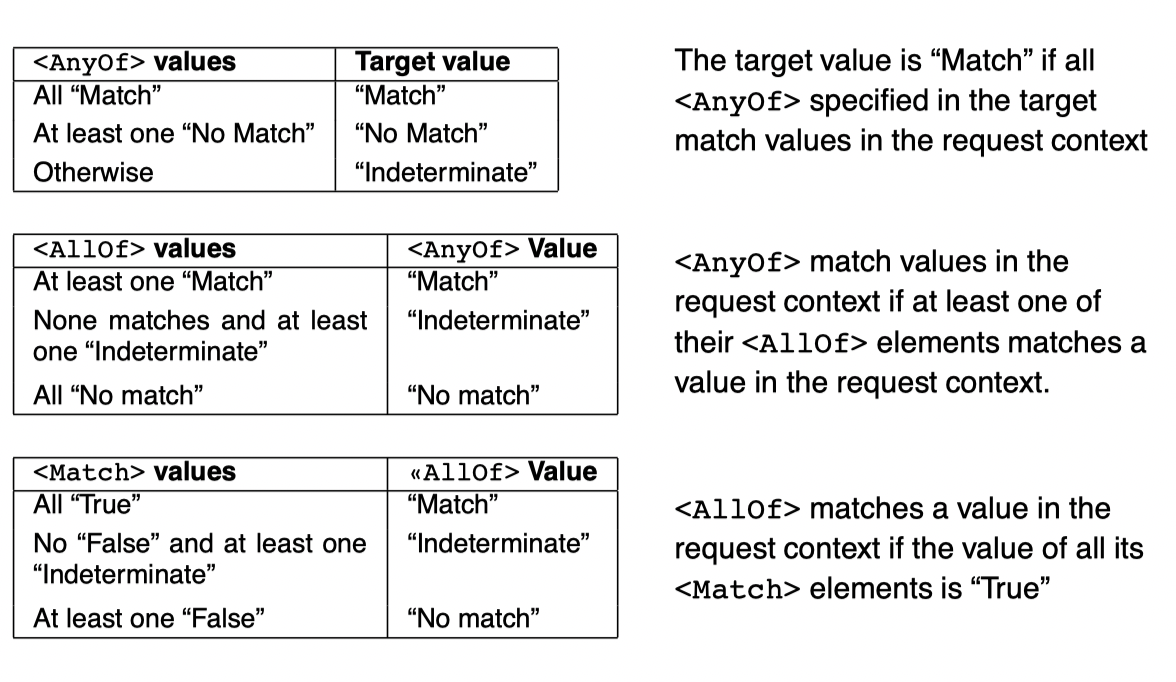 <AnyOf> values Target value
All “Match” “Match”
At least one “No Match” “No Match”
Otherwise “Indeterminate”
The target value is “Match” if all
<AnyOf> specified in the target
match values in the request context
<AllOf> values <AnyOf> Value
At least one “Match” “Match”
None matches and at least “Indeterminate”
one “Indeterminate”
All “No match” “No match”
<AnyOf> match values in the
request context if at least one of
their <AllOf> elements matches a
value in the request context.
<Match> values «AllOf> Value
All “True” “Match”
No “False” and at least one “Indeterminate”
“Indeterminate”
At least one “False” “No match”
<AllOf> matches a value in the
request context if the value of all its
<Match> elements is “True”